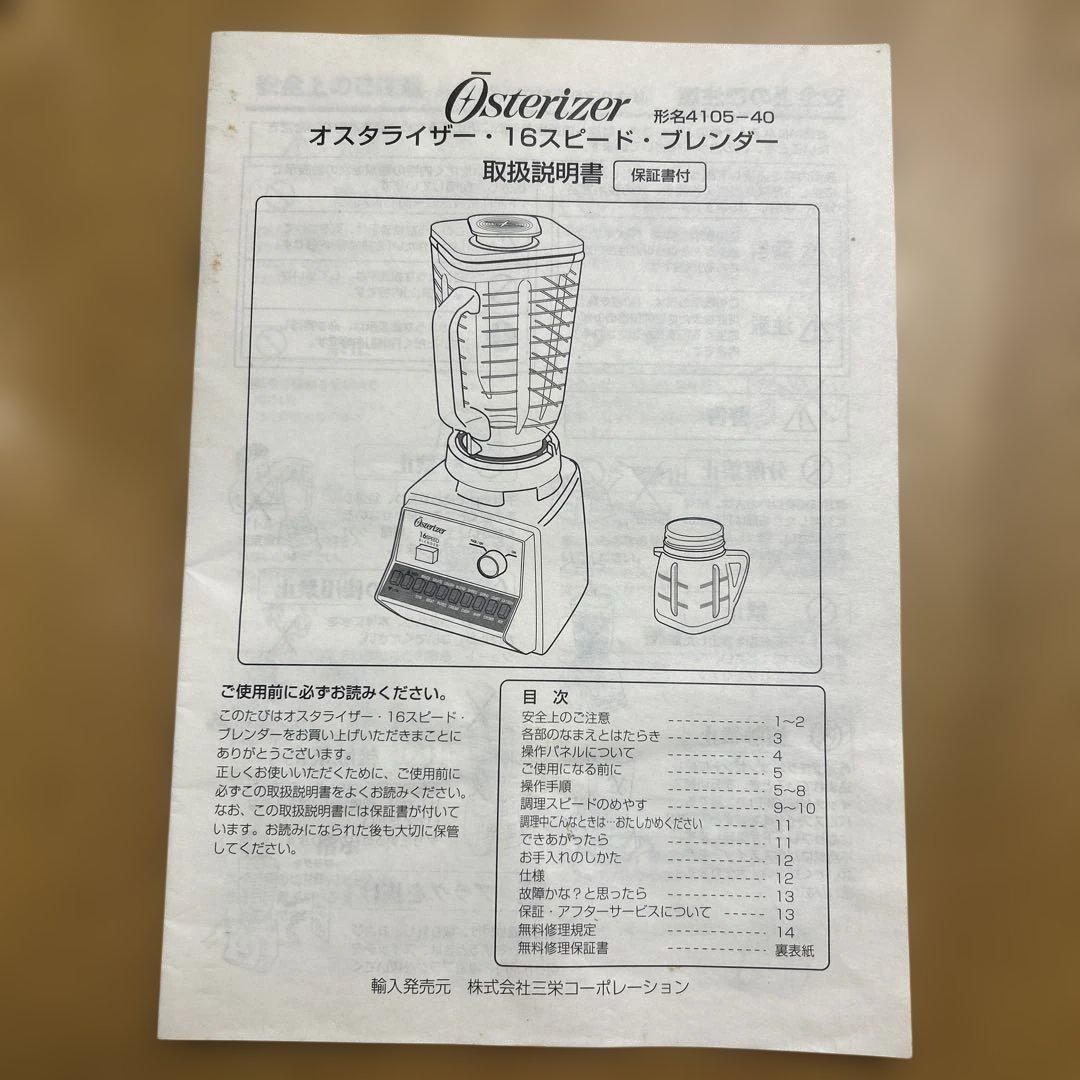 Osterizer 形名4105-40
オスタライザー・16スピード・ブレンダー
取扱説明書 保証書付
Osterizer
16SPEED
BLENDER
ご使用前に必ずお読みください。
このたびはオスタライザー・16スピード・
ブレンダーをお買い上げいただきまことに
ありがとうございます。
正しくお使いいただくために、ご使用前に
必ずこの取扱説明書をよくお読みください。
なお、この取扱説明書には保証書が付いて
います。お読みになられた後も大切に保管
してください。
目 次
安全上のご注意 ------------- 1〜2
各部のなまえとはたらき ------------- 3
操作パネルについて ------------- 4
ご使用になる前に ------------- 5
操作手順 ------------- 5〜8
調理スピードのめやす ------------- 9〜10
調理中こんなときは…おたしかめください ------- 11
できあがったら ------------- 11
お手入れのしかた ------------- 12
仕様 ------------- 12
故障かな？と思ったら ------------- 13
保証・アフターサービスについて ------ 13
無料修理規定 ------------- 14
無料修理保証書 ------------- 裏表紙
輸入発売元 株式会社三栄コーポレーション